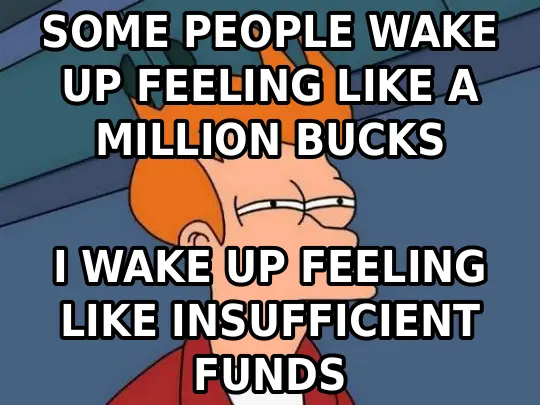 SOME PEOPLE WAKE
UP FEELING LIKE A
MILLION BUCKS
I WAKE UP FEELING
LIKE INSUFFICIENT
FUNDS